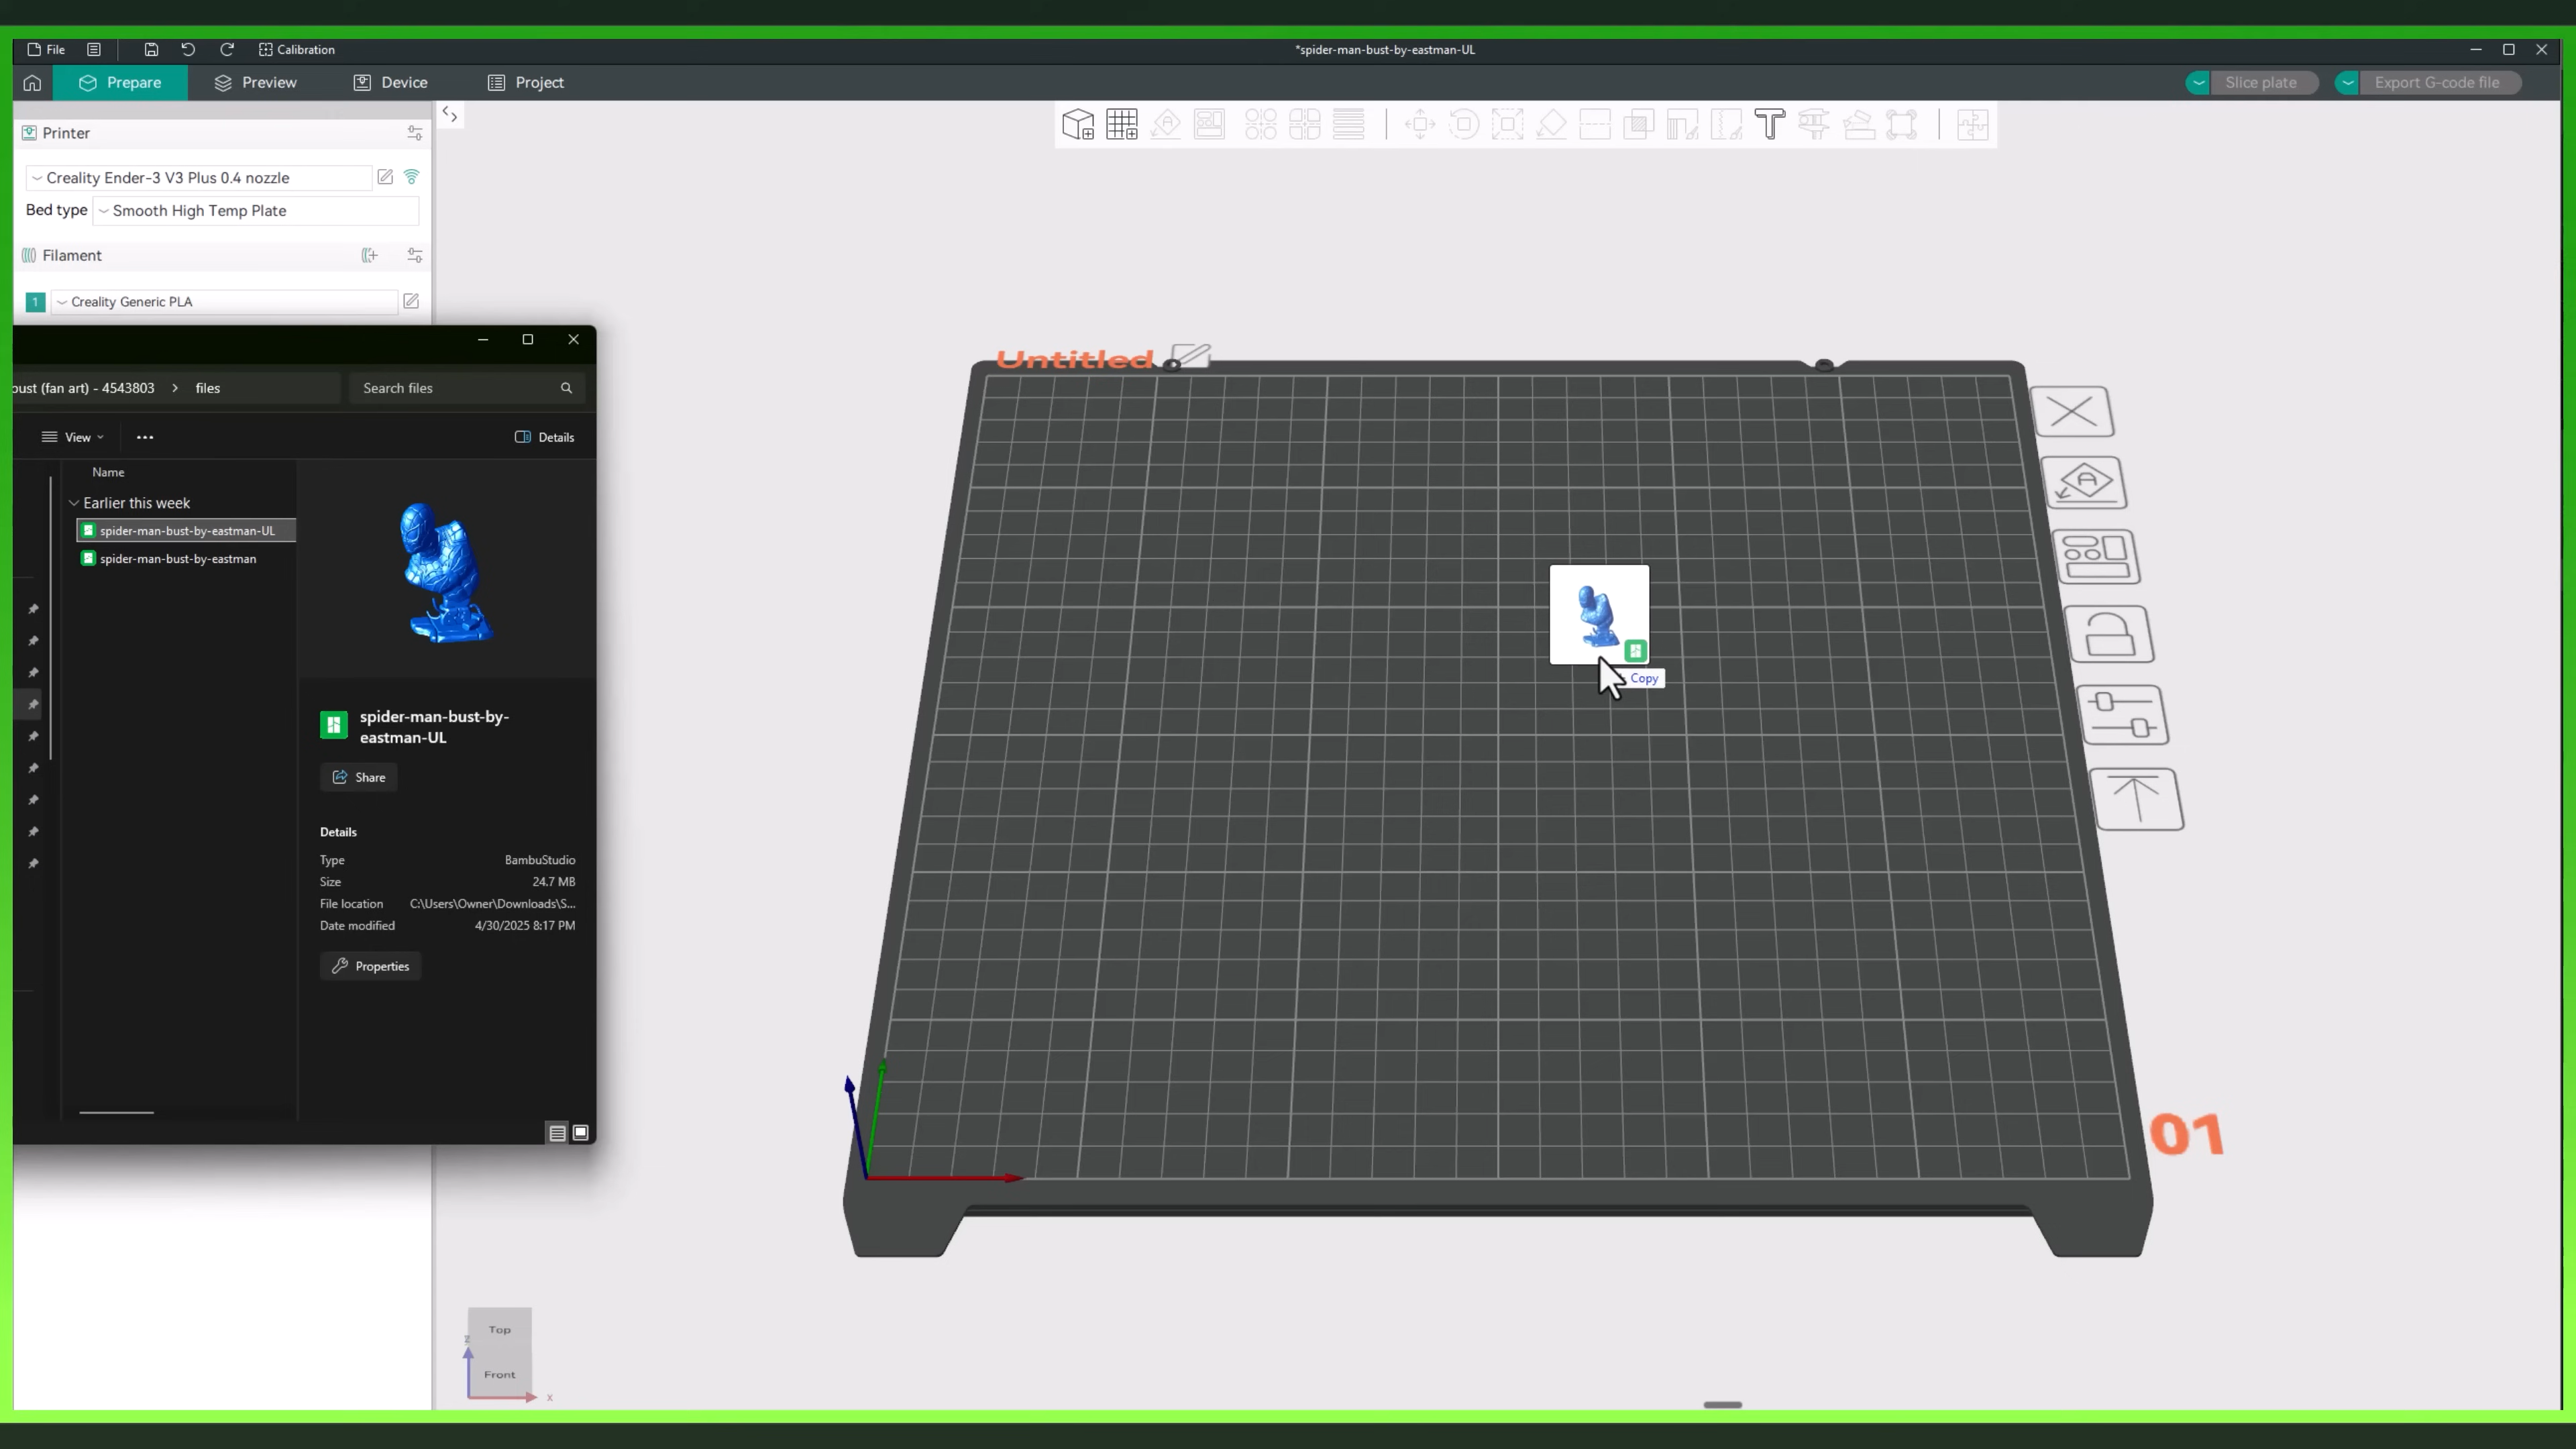 File
Calibration
*spider-man-bust-by-eastman-UL
Prepare
Preview
Device
Project
Slice plate
Export G-code file
Printer
Creality Ender-3 V3 Plus 0.4 nozzle
Bed type
Smooth High Temp Plate
Filament
1
Creality Generic PLA
bust (fan art) - 4543803 > files
Search files
View
Details
Name
Earlier this week
spider-man-bust-by-eastman-UL
spider-man-bust-by-eastman
spider-man-bust-by-
eastman-UL
Share
Details
Type BambuStudio
Size 24.7 MB
File location C:\Users\Owner\Downloads\S...
Date modified 4/30/2025 8:17 PM
Properties
Untitled
Copy
A
01
Top
Front
z
x